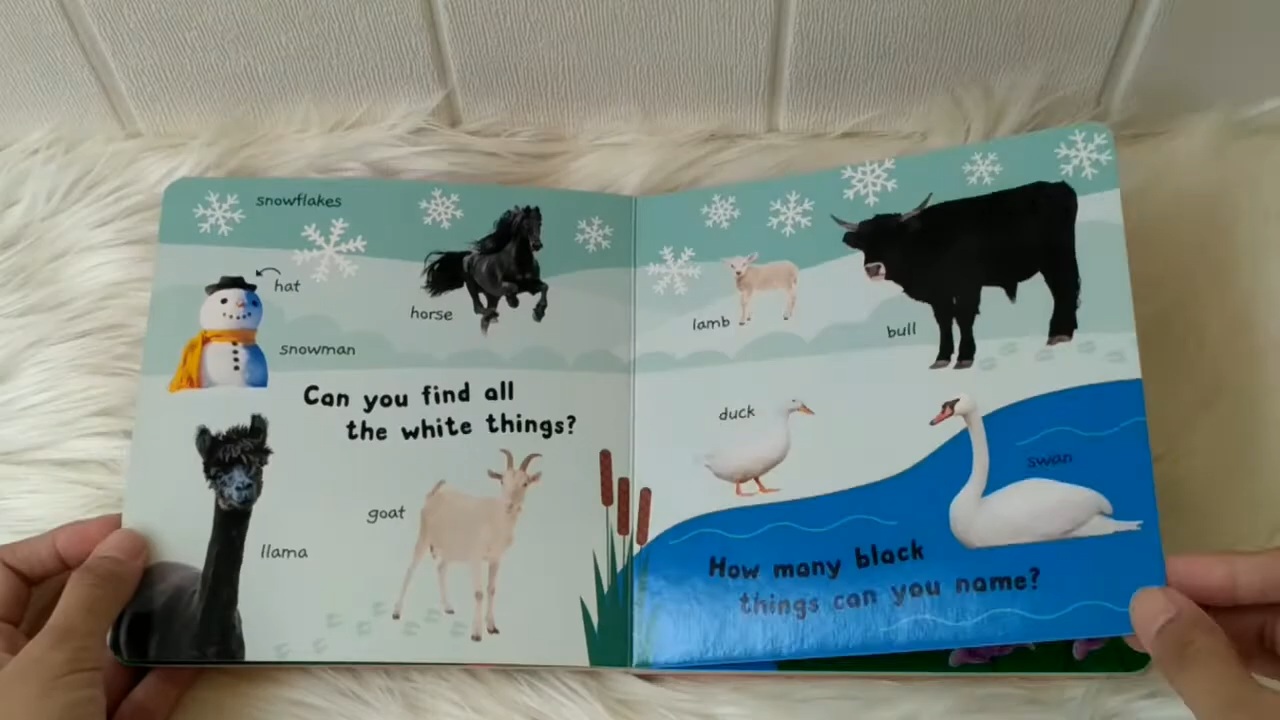 snowflakes
hat
horse
snowman
Can you find all
the white things?
goat
llama
lamb
bull
duck
swan
How many black
things can you name?